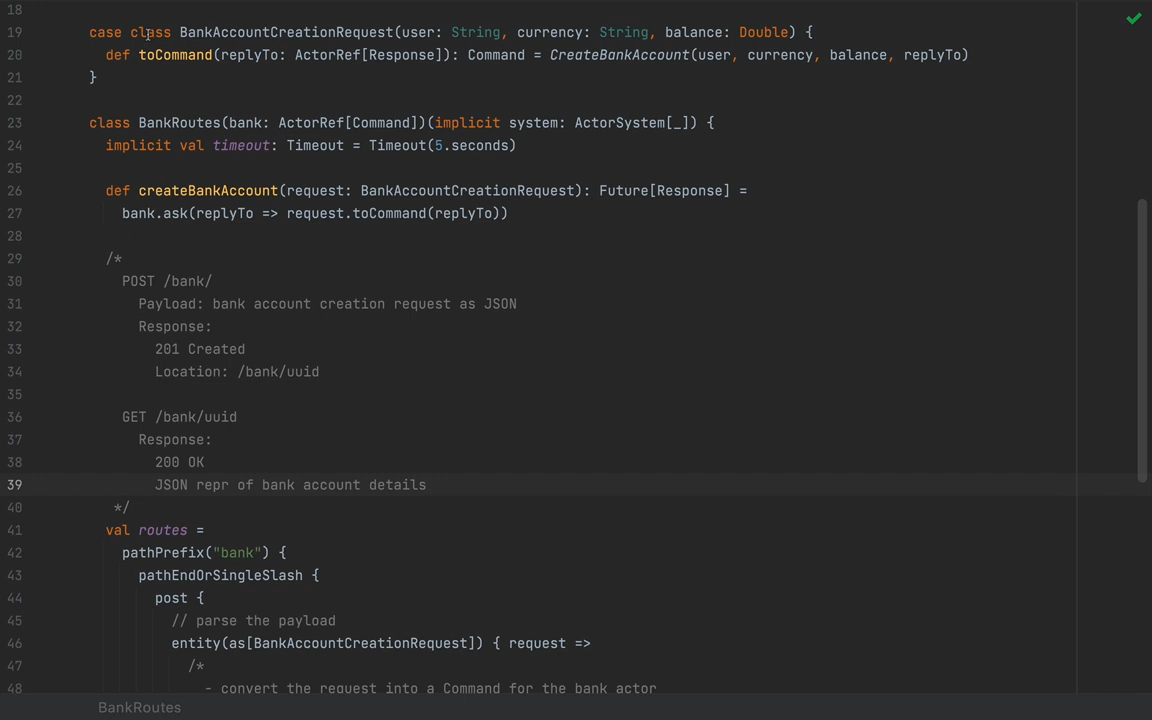 18
19 case class BankAccountCreationRequest(user: String, currency: String, balance: Double) {
20 def toCommand(replyTo: ActorRef[Response]): Command = CreateBankAccount(user, currency, balance, replyTo)
21 }
22
23 class BankRoutes(bank: ActorRef[Command])(implicit system: ActorSystem[_]) {
24 implicit val timeout: Timeout = Timeout(5.seconds)
25
26 def createBankAccount(request: BankAccountCreationRequest): Future[Response] =
27 bank.ask(replyTo => request.toCommand(replyTo))
28
29 /*
30 POST /bank/
31 Payload: bank account creation request as JSON
32 Response:
33 201 Created
34 Location: /bank/uuid
35
36 GET /bank/uuid
37 Response:
38 200 OK
39 JSON repr of bank account details
40 */
41 val routes =
42 pathPrefix("bank") {
43 pathEndOrSingleSlash {
44 post {
45 // parse the payload
46 entity(as[BankAccountCreationRequest]) { request =>
47 /*
48 - convert the request into a Command for the bank actor
BankRoutes